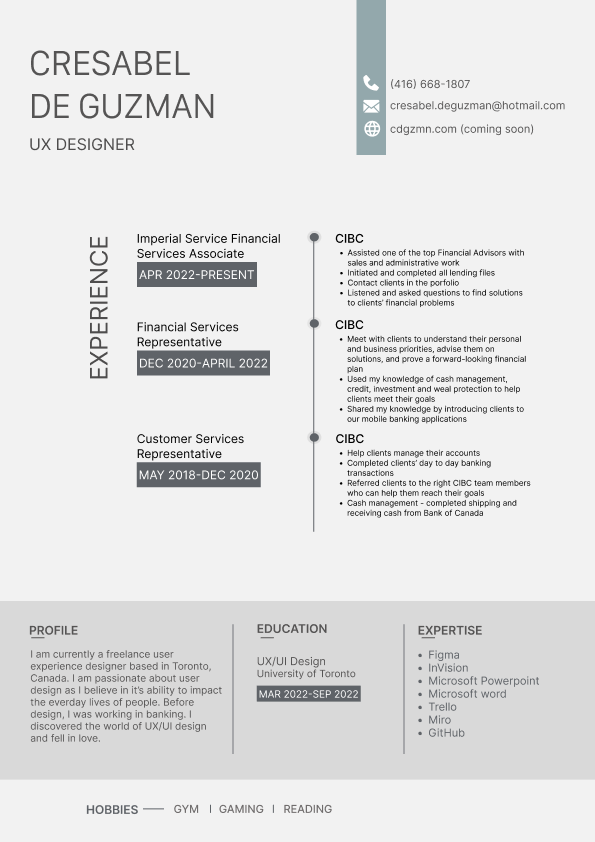 CRESABEL
DE GUZMAN
UX DESIGNER
(416) 668-1807
cresabel.deguzman@hotmail.com
cdgzmn.com (coming soon)
EXPERIENCE
Imperial Service Financial
Services Associate
APR 2022-PRESENT
CIBC
• Assisted one of the top Financial Advisors with
sales and administrative work
• Initiated and completed all lending files
• Contact clients in the porfolio
• Listened and asked questions to find solutions
to clients' financial problems
Financial Services
Representative
DEC 2020-APRIL 2022
CIBC
• Meet with clients to understand their personal
and business priorities, advise them on
solutions, and prove a forward-looking financial
plan
• Used my knowledge of cash management,
credit, investment and weal protection to help
clients meet their goals
• Shared my knowledge by introducing clients to
our mobile banking applications
Customer Services
Representative
MAY 2018-DEC 2020
CIBC
• Help clients manage their accounts
• Completed clients' day to day banking
transactions
• Referred clients to the right CIBC team members
who can help them reach their goals
• Cash management - completed shipping and
receiving cash from Bank of Canada
PROFILE
I am currently a freelance user
experience designer based in Toronto,
Canada. I am passionate about user
design as I believe in it's ability to impact
the everday lives of people. Before
design, I was working in banking. I
discovered the world of UX/UI design
and fell in love.
EDUCATION
UX/UI Design
University of Toronto
MAR 2022-SEP 2022
EXPERTISE
• Figma
• InVision
• Microsoft Powerpoint
• Microsoft word
• Trello
• Miro
• GitHub
HOBBIES — GYM | GAMING | READING